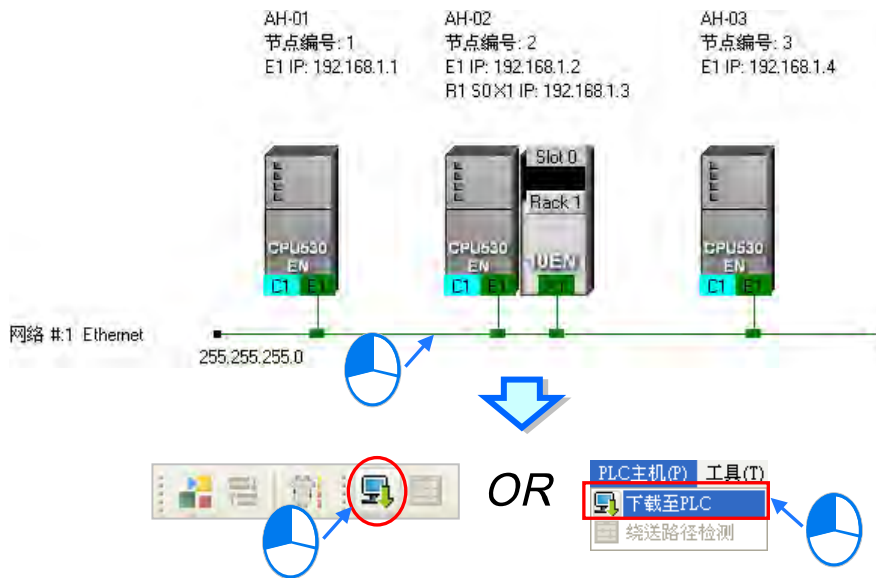 AH-01
节点编号: 1
E1 IP: 192.168.1.1
AH-02
节点编号: 2
E1 IP: 192.168.1.2
R1 S0 X1 IP: 192.168.1.3
AH-03
节点编号: 3
E1 IP: 192.168.1.4
Slot 0
Rack 1
CPU530
EN
C1 E1
CPU530
EN
C1 E1
10EN
X1
CPU530
EN
C1 E1
网络 #:1 Ethernet
255.255.255.0
OR
PLC主机(P) 工具(T)
下载至PLC
绕送路径检测